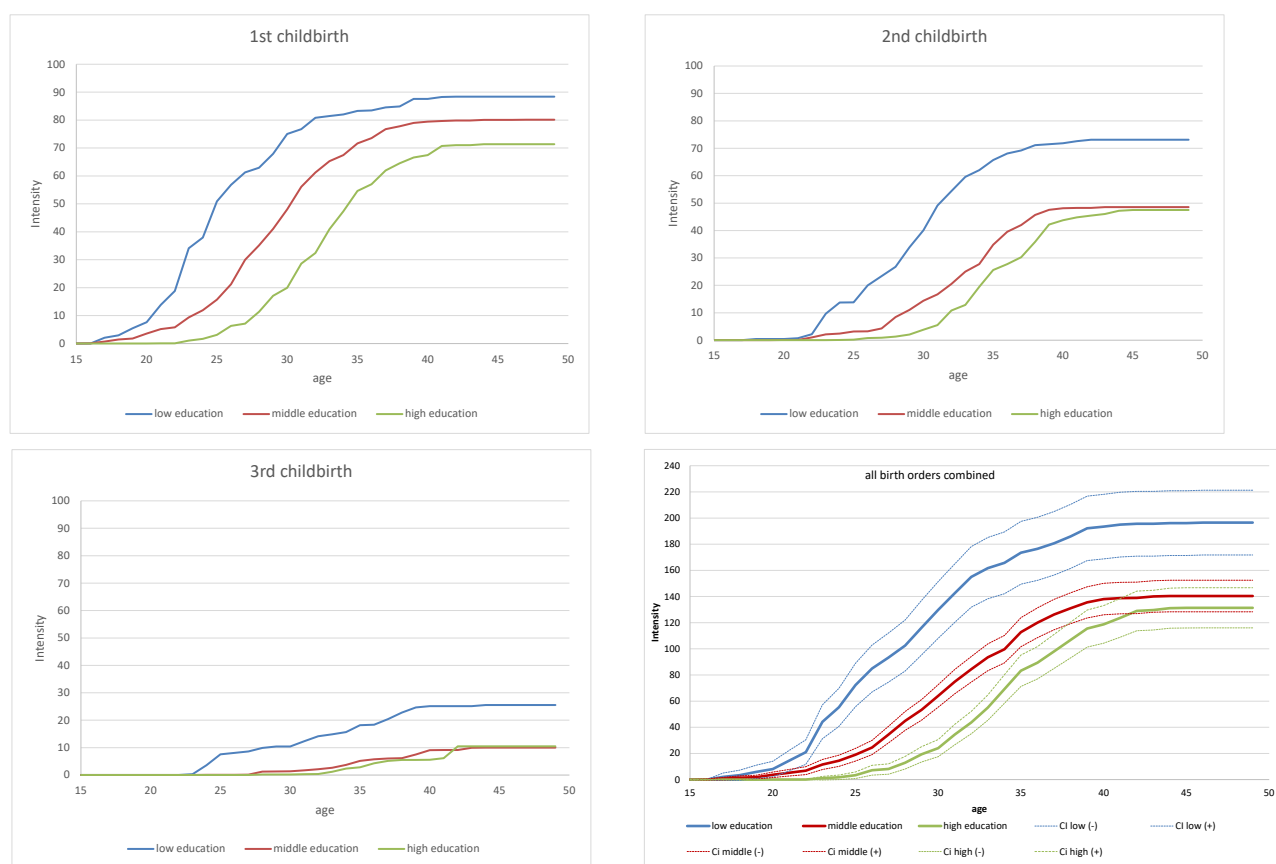 1st childbirth
Intensity
100
90
80
70
60
50
40
30
20
10
0
15 20 25 30 35 40 45 50
age
low education middle education high education
2nd childbirth
Intensity
100
90
80
70
60
50
40
30
20
10
0
15 20 25 30 35 40 45 50
age
low education middle education high education
3rd childbirth
Intensity
100
90
80
70
60
50
40
30
20
10
0
15 20 25 30 35 40 45 50
age
low education middle education high education
all birth orders combined
Intensity
240
220
200
180
160
140
120
100
80
60
40
20
0
15 20 25 30 35 40 45 50
age
low education middle education high education CI low (-) CI low (+)
Ci middle (-) Ci middle (+) Ci high (-) Ci high (+)